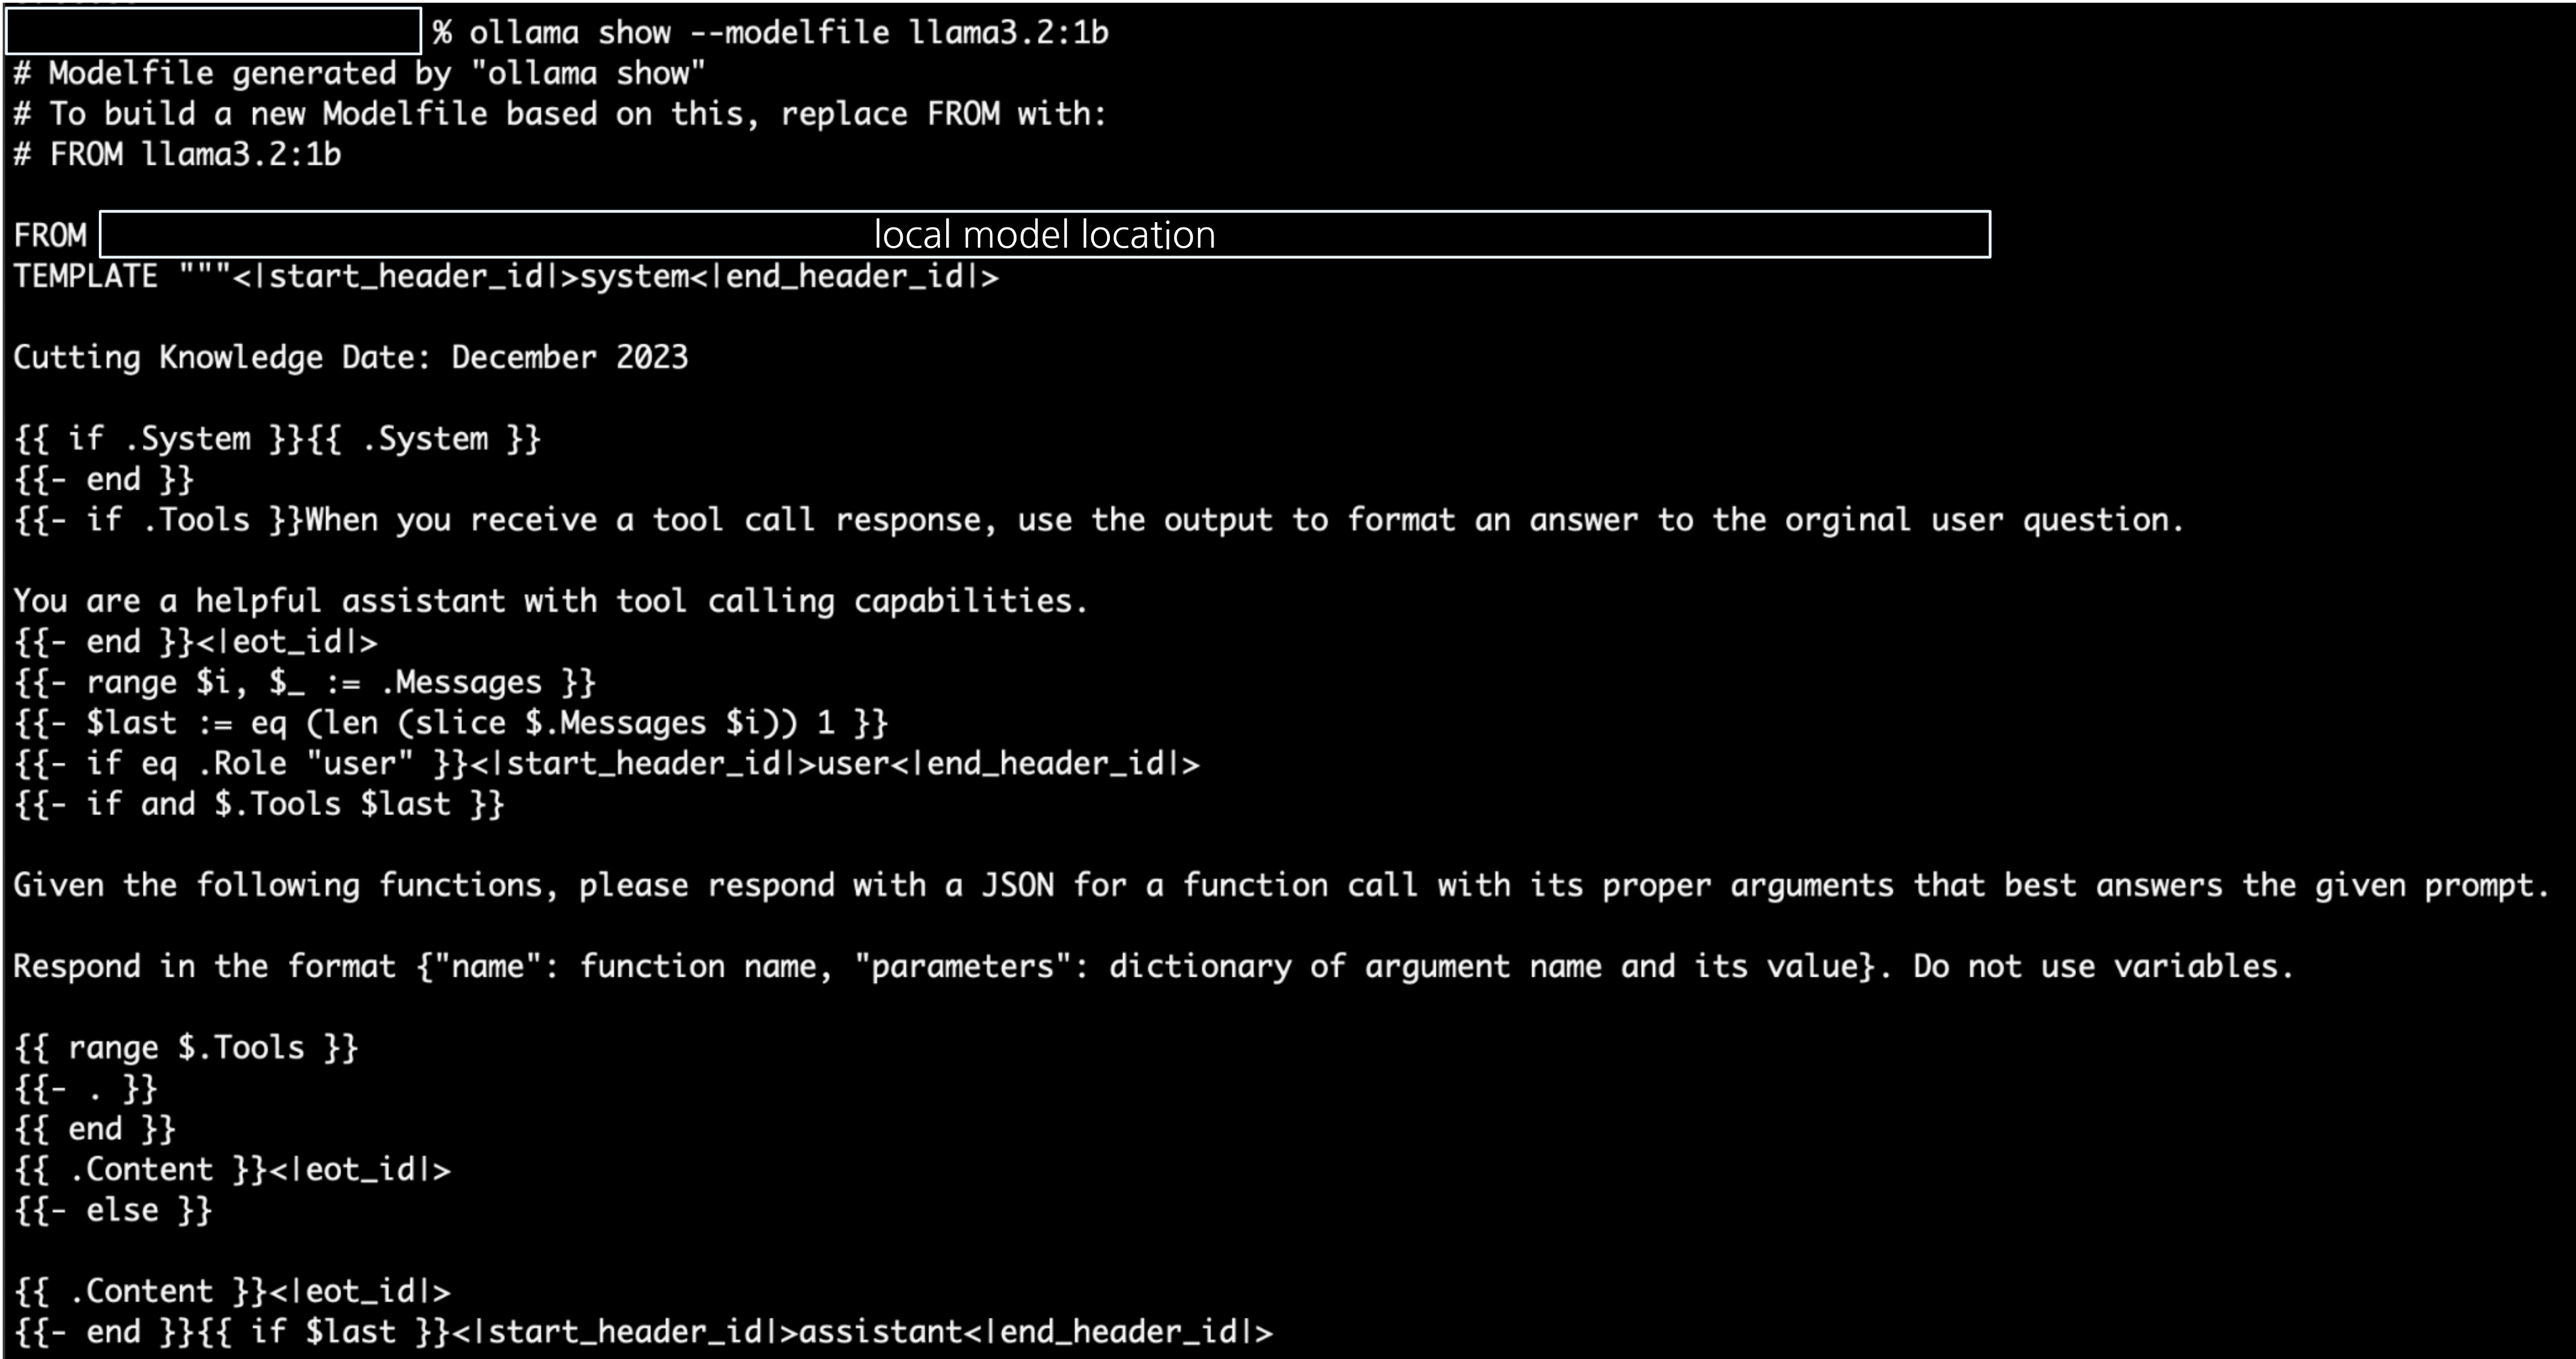 % ollama show --modelfile llama3.2:1b
# Modelfile generated by "ollama show"
# To build a new Modelfile based on this, replace FROM with:
# FROM llama3.2:1b
FROM local model location
TEMPLATE """<|start_header_id|>system<|end_header_id|>
Cutting Knowledge Date: December 2023
{{ if .System }}{{ .System }}
{{- end }}
{{- if .Tools }}When you receive a tool call response, use the output to format an answer to the orginal user question.
You are a helpful assistant with tool calling capabilities.
{{- end }}<|eot_id|>
{{- range $i, $_ := .Messages }}
{{- $last := eq (len (slice $.Messages $i)) 1 }}
{{- if eq .Role "user" }}<|start_header_id|>user<|end_header_id|>
{{- if and $.Tools $last }}
Given the following functions, please respond with a JSON for a function call with its proper arguments that best answers the given prompt.
Respond in the format {"name": function name, "parameters": dictionary of argument name and its value}. Do not use variables.
{{ range $.Tools }}
{{- . }}
{{ end }}
{{ .Content }}<|eot_id|>
{{- else }}
{{ .Content }}<|eot_id|>
{{- end }}{{ if $last }}<|start_header_id|>assistant<|end_header_id|>